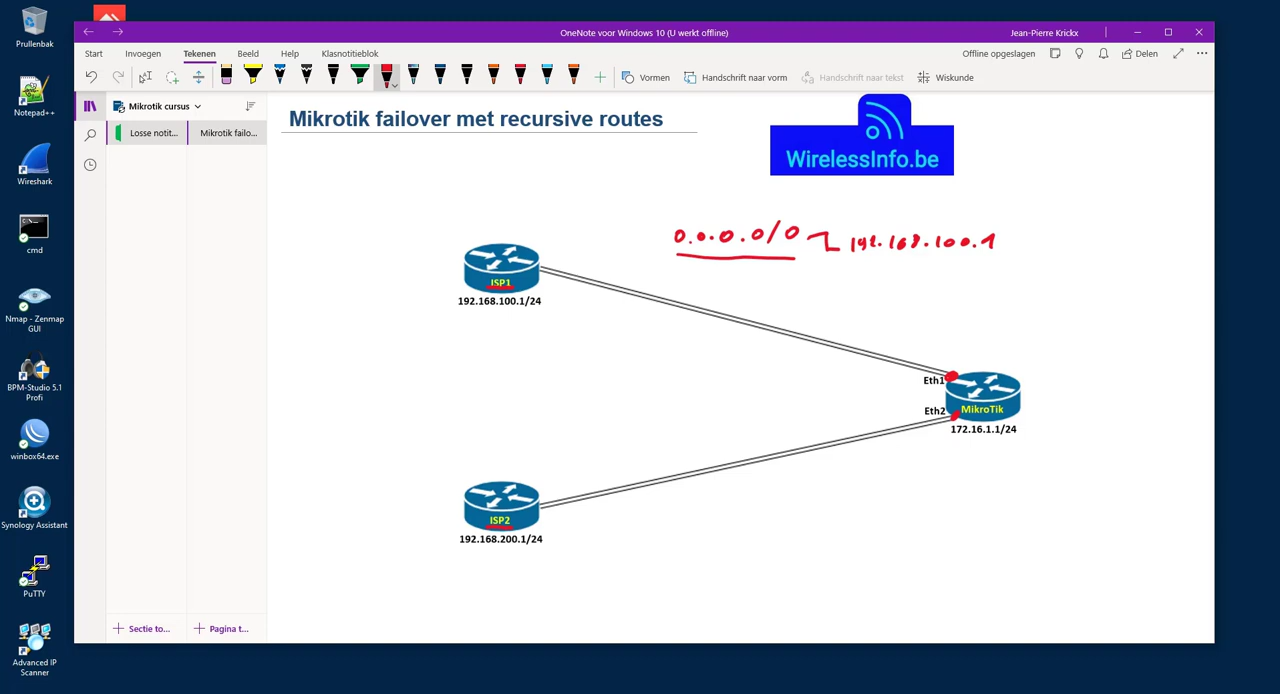 OneNote voor Windows 10 (U werkt offline)
Jean-Pierre Krickx
Start Invoegen Tekenen Beeld Help Klasnotitieblok
Offline opgeslagen
Delen
Vormen
Handschrift naar vorm
Handschrift naar tekst
Wiskunde
Mikrotik cursus
Losse notit...
Mikrotik failo...
Sectie to...
Pagina t...
Mikrotik failover met recursive routes
WirelessInfo.be
0.0.0.0/0 192.168.100.1
ISP1
192.168.100.1/24
Eth1
Eth2
MikroTik
172.16.1.1/24
ISP2
192.168.200.1/24
Prullenbak
Notepad++
Wireshark
cmd
Nmap - Zenmap
GUI
BPM-Studio 5.1
Profi
winbox64.exe
Synology Assistant
PuTTY
Advanced IP
Scanner